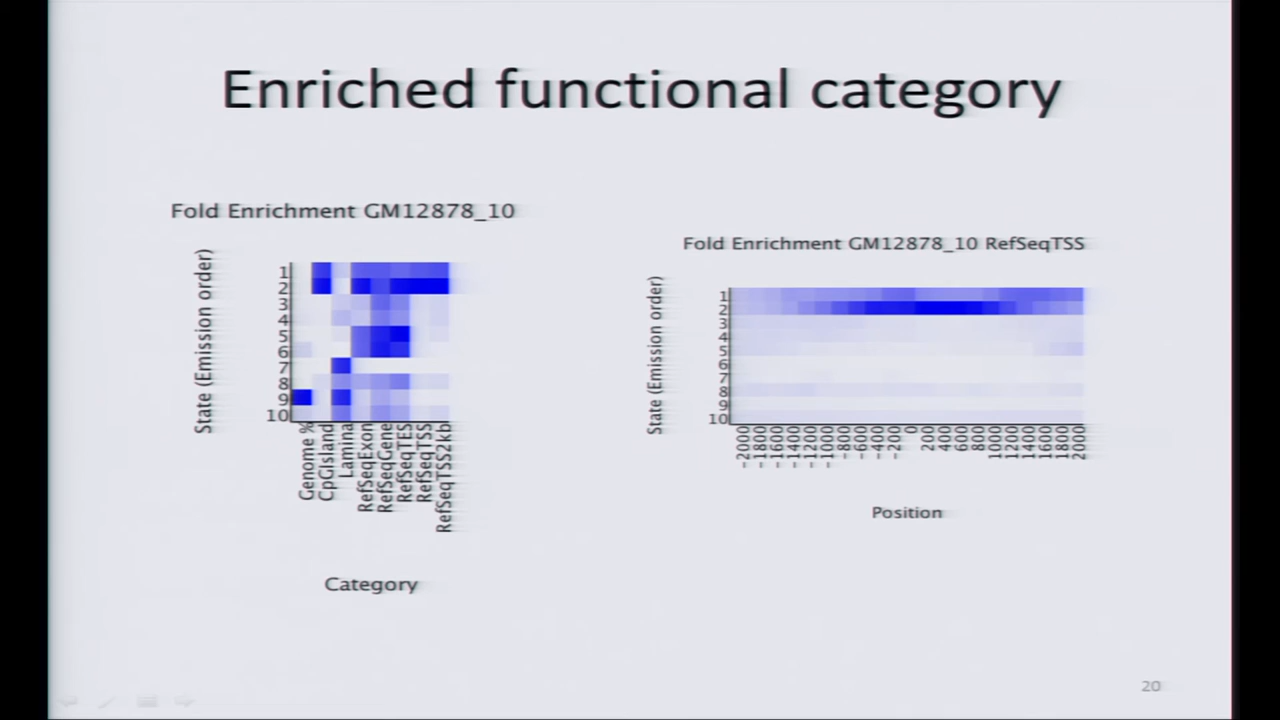 Enriched functional category
Fold Enrichment GM12878_10
State (Emission order)
1
2
3
4
5
6
7
8
9
10
Genome %
CpGIsland
Lamina
RefSeqExon
RefSeqGene
RefSeqTES
RefSeqTSS
RefSeqTSS2kb
Category
Fold Enrichment GM12878_10 RefSeqTSS
State (Emission order)
1
2
3
4
5
6
7
8
9
10
-2000
-1800
-1600
-1400
-1200
-1000
-800
-600
-400
-200
0
200
400
600
800
1000
1200
1400
1600
1800
2000
Position
20